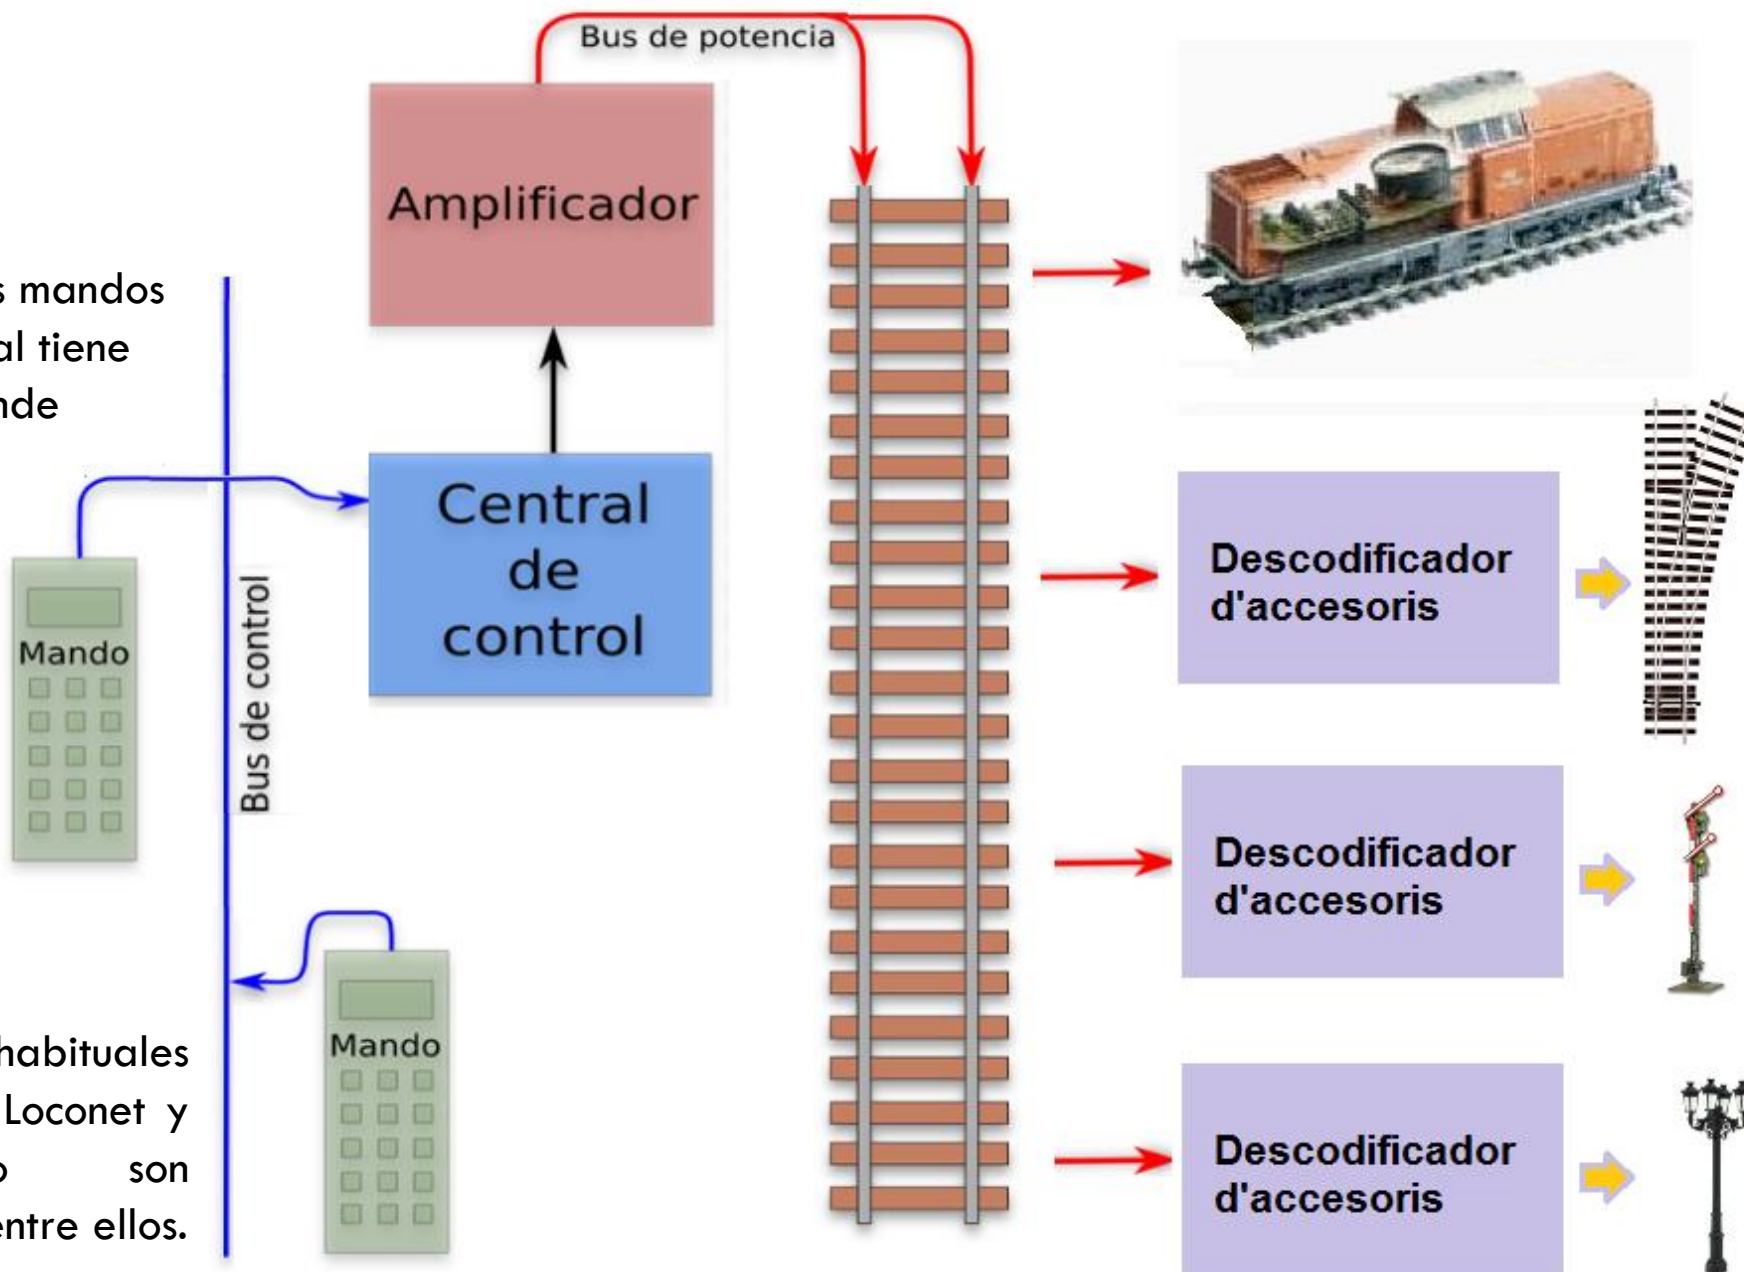 Bus de potencia
Amplificador
s mandos
al tiene
nde
Central
de
control
Bus de control
Mando
Mando
Descodificador
d'accesoris
Descodificador
d'accesoris
Descodificador
d'accesoris
habituales
Loconet y
o son
entre ellos.